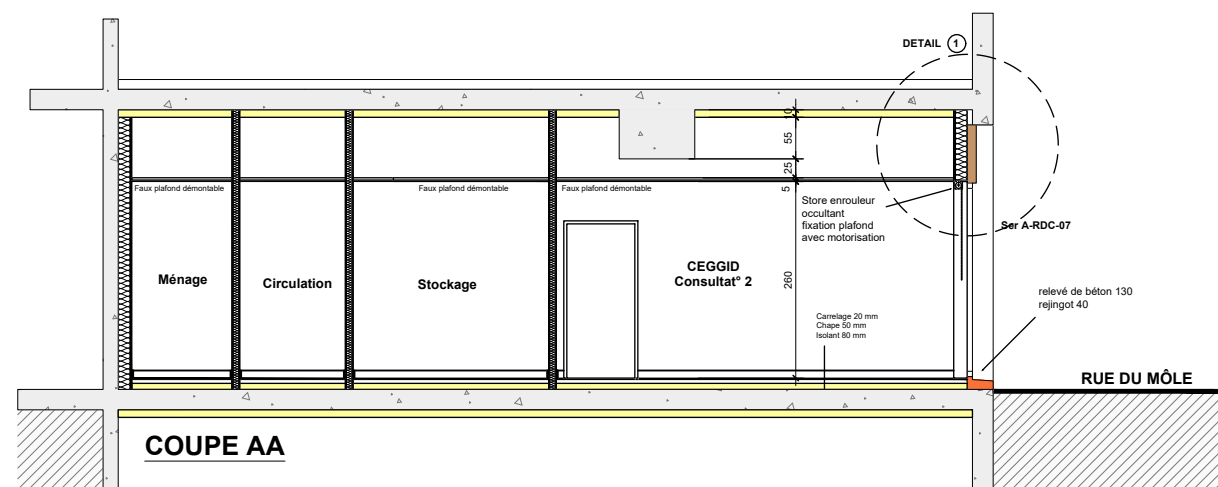 DETAIL 1
10
55
25
5
260
Faux plafond démontable
Faux plafond démontable
Faux plafond démontable
Store enrouleur
occultant
fixation plafond
avec motorisation
Ser A-RDC-07
Ménage
Circulation
Stockage
CEGGID
Consultat° 2
relevé de béton 130
rejingot 40
Carrelage 20 mm
Chape 50 mm
Isolant 80 mm
RUE DU MÔLE
COUPE AA